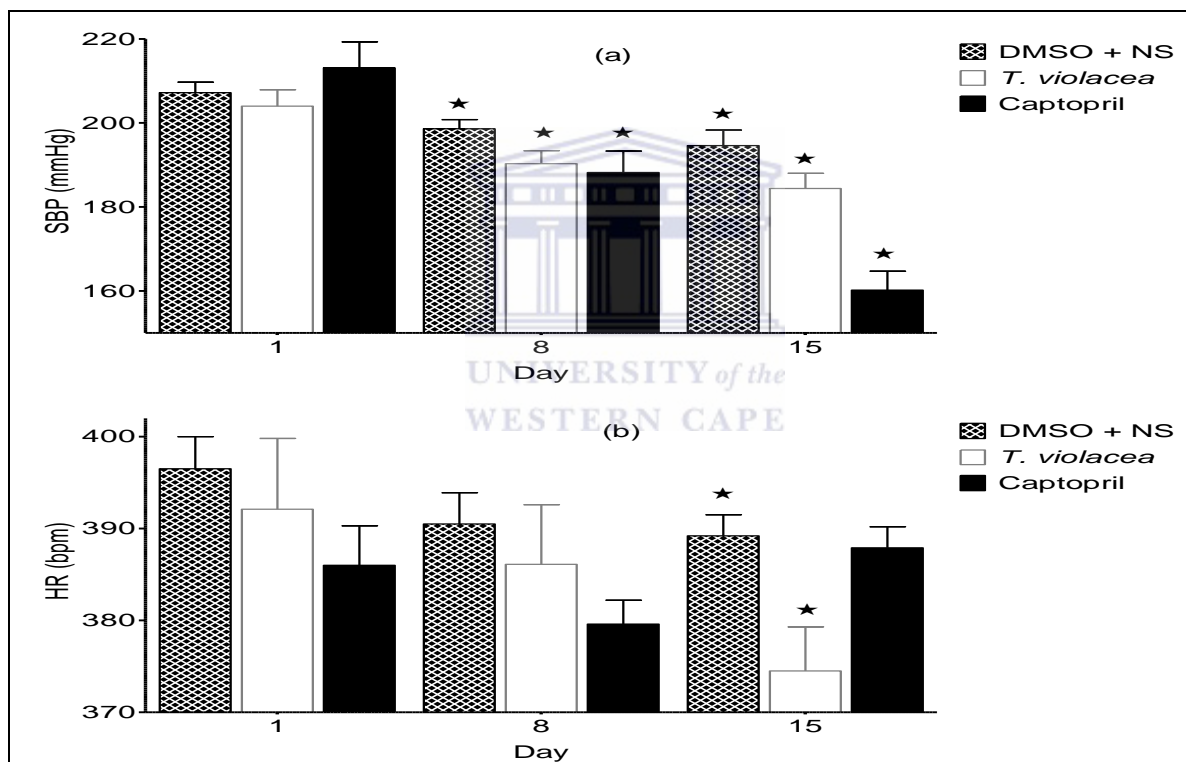 (a)
SBP (mmHg)
220
200
180
160
DMSO + NS
T. violacea
Captopril
★
★
★
★
★
★
1 8 15
Day
UNIVERSITY of the
WESTERN CAPE
(b)
HR (bpm)
400
390
380
370
DMSO + NS
T. violacea
Captopril
★
★
1 8 15
Day